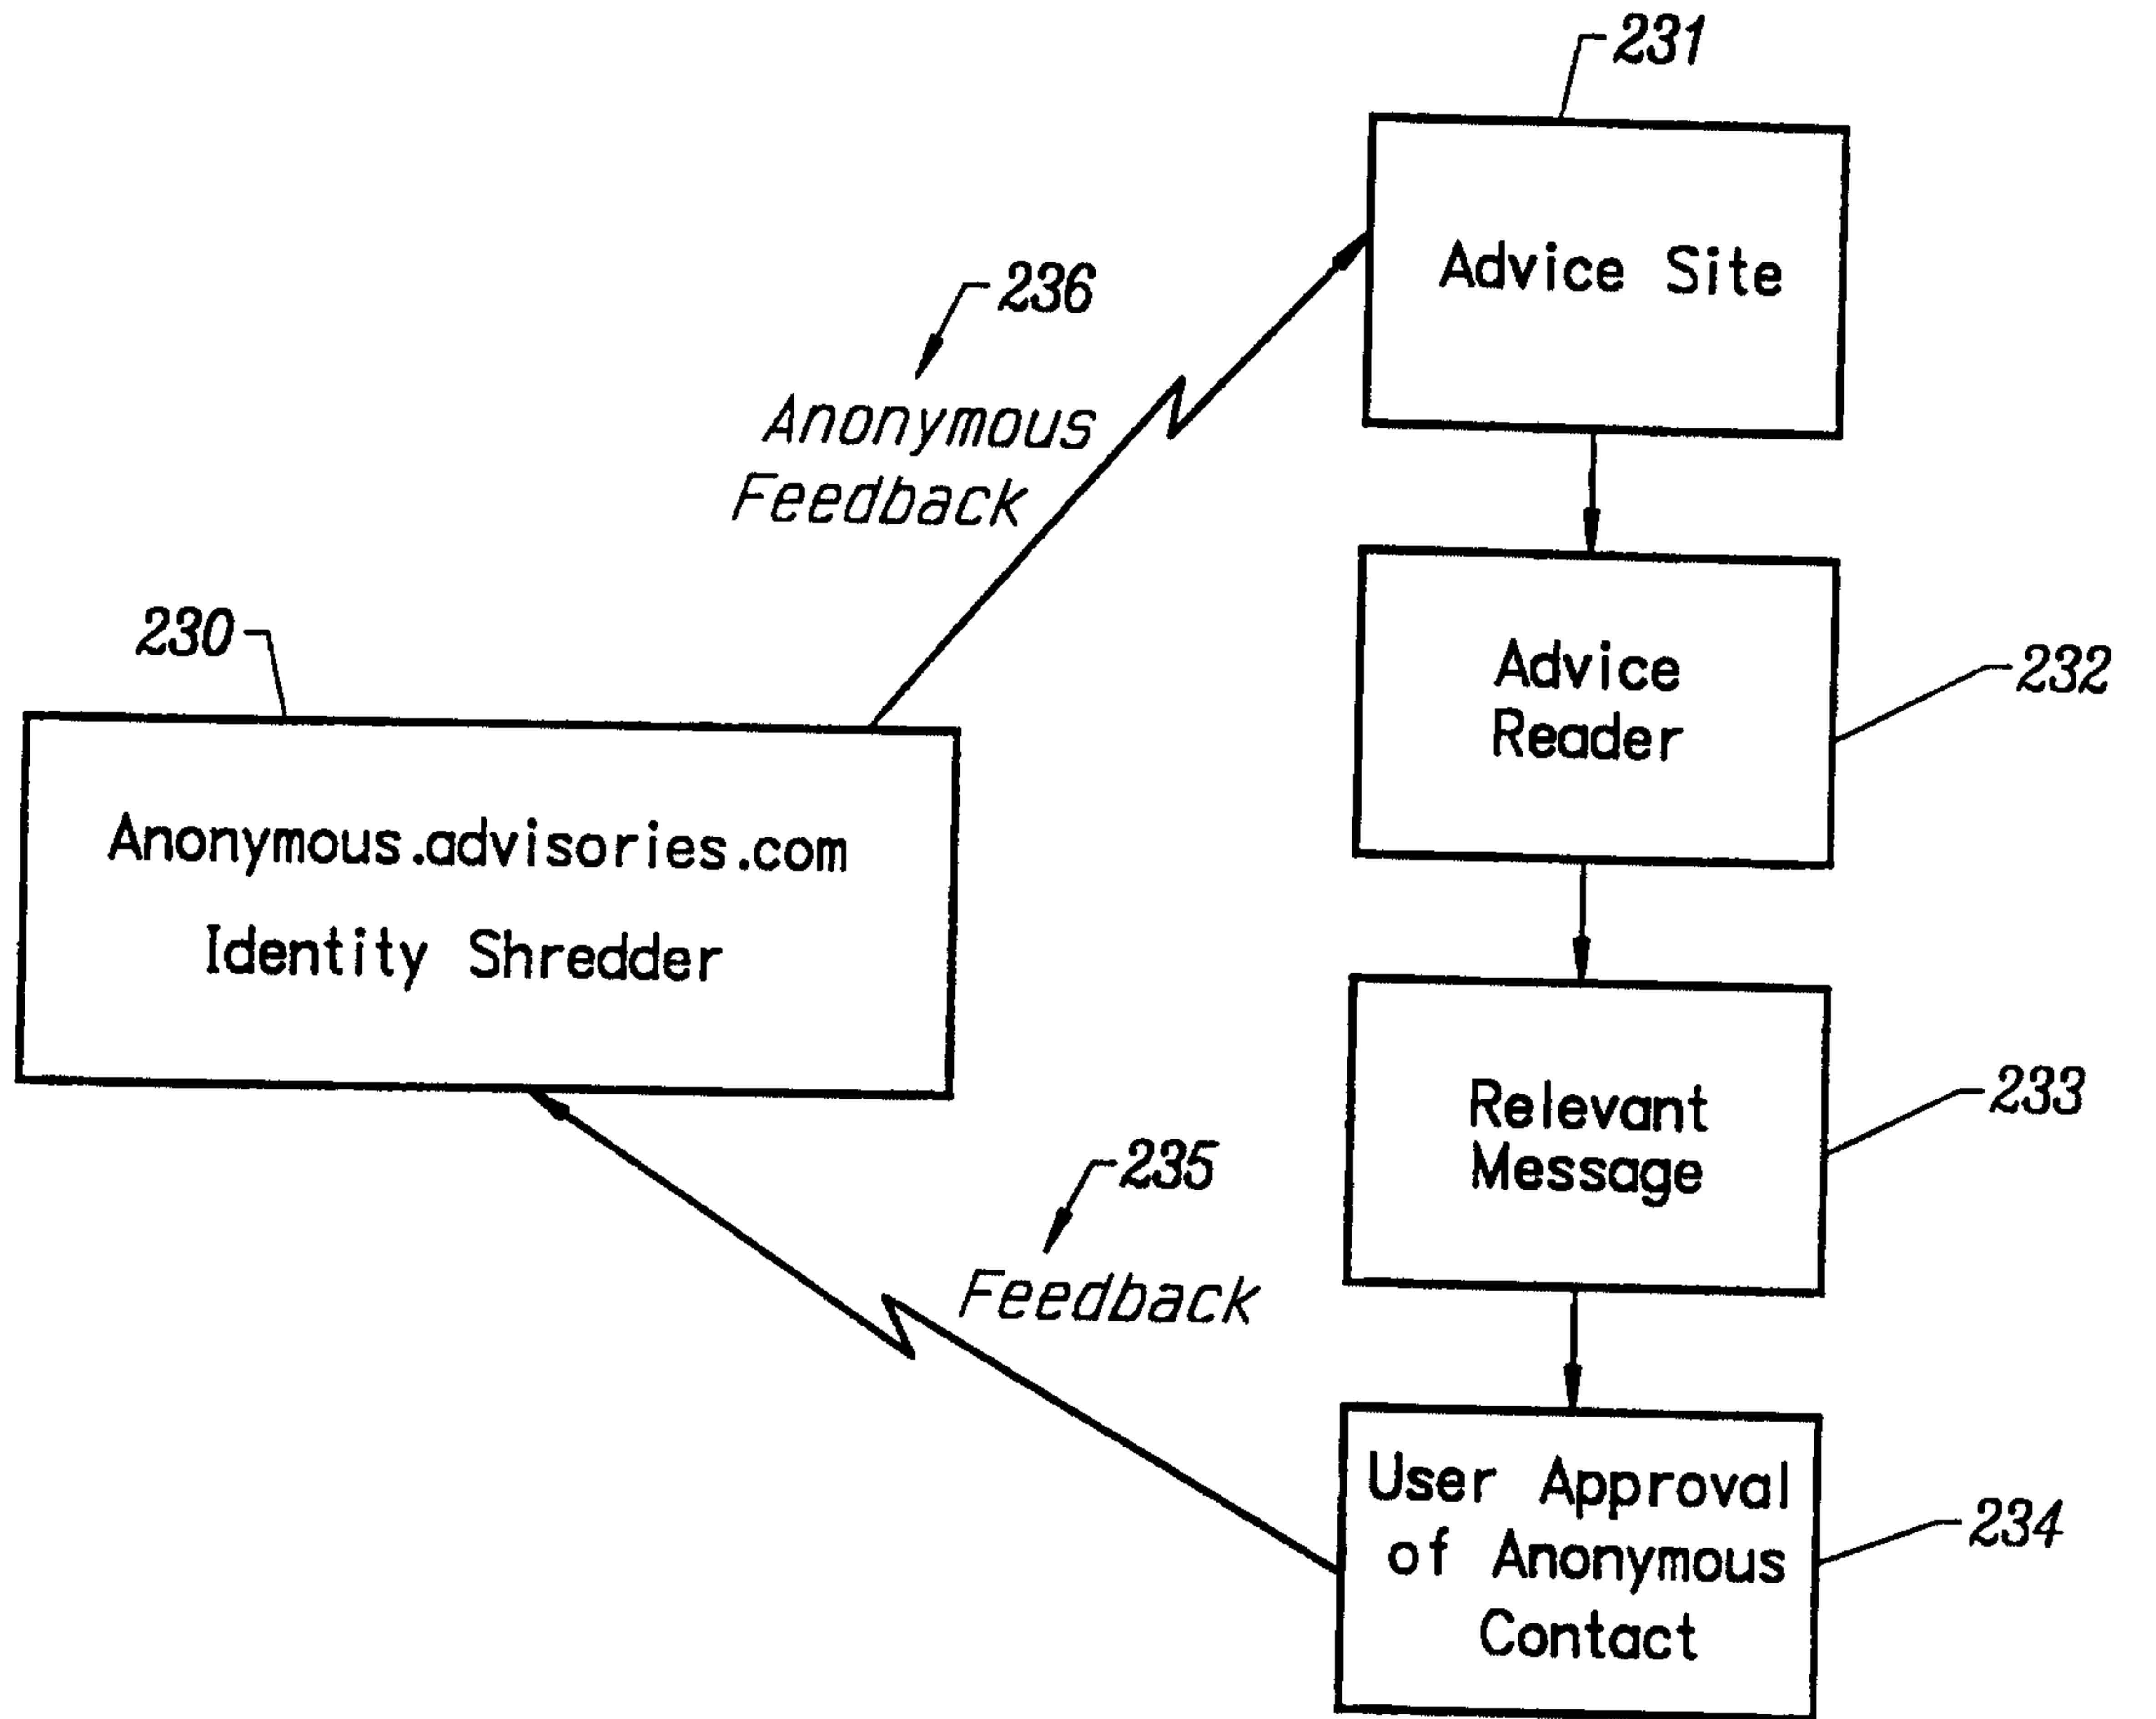 231
Advice Site
236
Anonymous
Feedback
230
Anonymous.advisories.com
Identity Shredder
Advice
Reader
232
Relevant
Message
233
235
Feedback
User Approval
of Anonymous
Contact
234